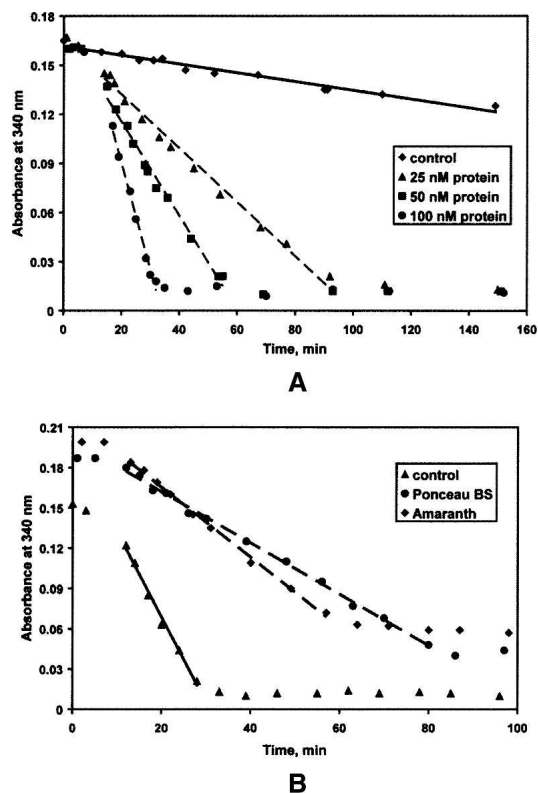 Absorbance at 340 nm
0.18
0.15
0.12
0.09
0.06
0.03
0
0 20 40 60 80 100 120 140 160
Time, min
control
25 nM protein
50 nM protein
100 nM protein
A
Absorbance at 340 nm
0.21
0.18
0.15
0.12
0.09
0.06
0.03
0
0 20 40 60 80 100
Time, min
control
Ponceau BS
Amaranth
B